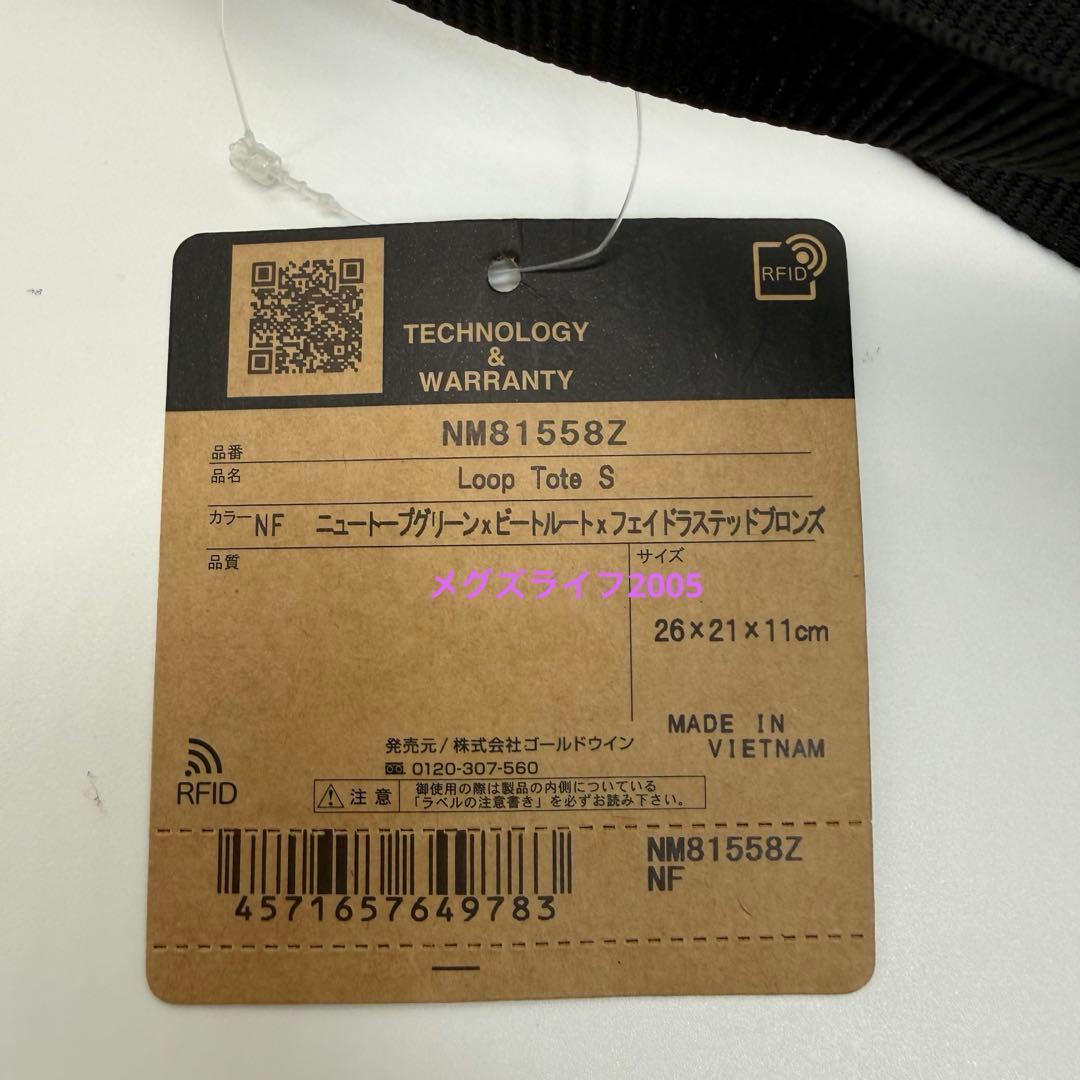 TECHNOLOGY
&
WARRANTY
RFID
品番 NM81558Z
品名 Loop Tote S
カラー NF ニュートープグリーン×ビートルート×フェイドラステッドブロンズ
品質
サイズ
メグズライフ2005
26×21×11cm
MADE IN
VIETNAM
発売元/株式会社ゴールドウイン
0120-307-560
RFID
注意
御使用の際は製品の内側についている
「ラベルの注意書き」を必ずお読み下さい。
NM81558Z
NF
4571657649783